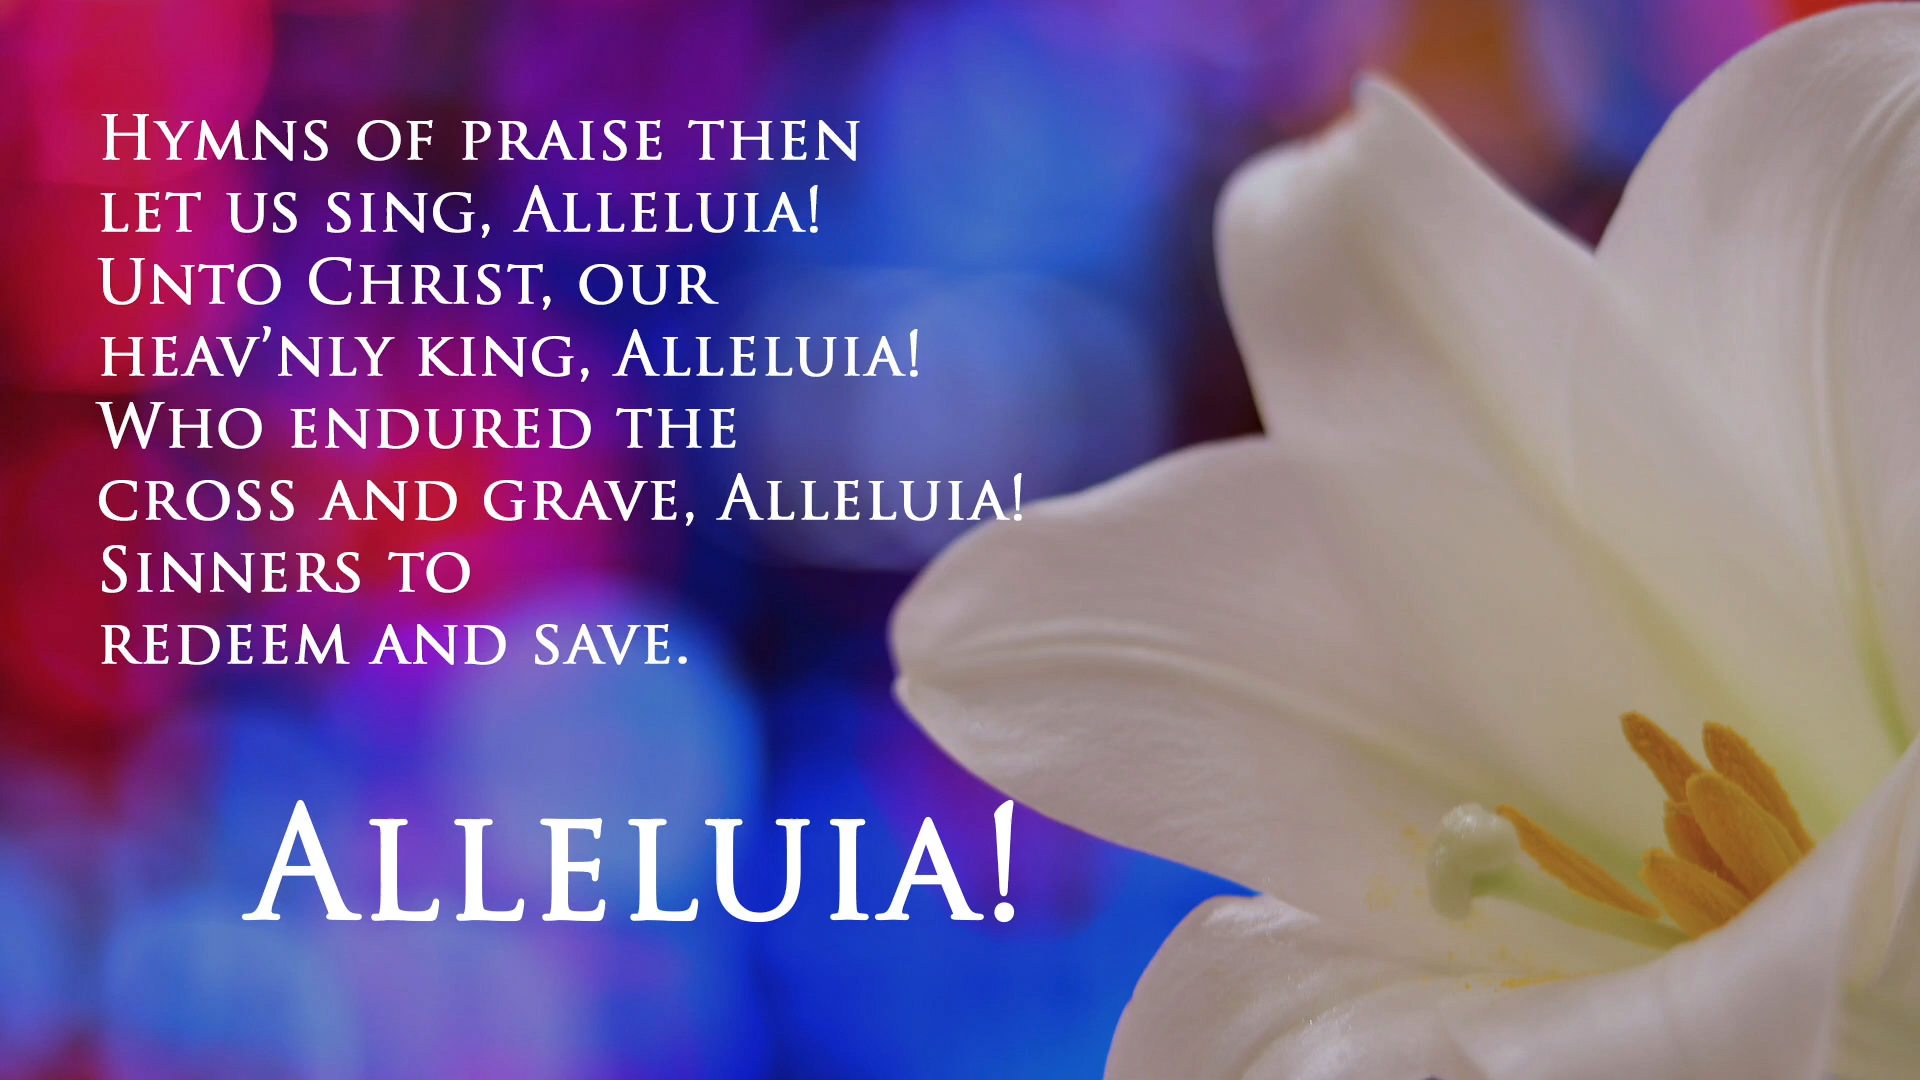 Hymns of praise then
let us sing, Alleluia!
Unto Christ, our
heav’nly king, Alleluia!
Who endured the
cross and grave, Alleluia!
Sinners to
redeem and save.
Alleluia!